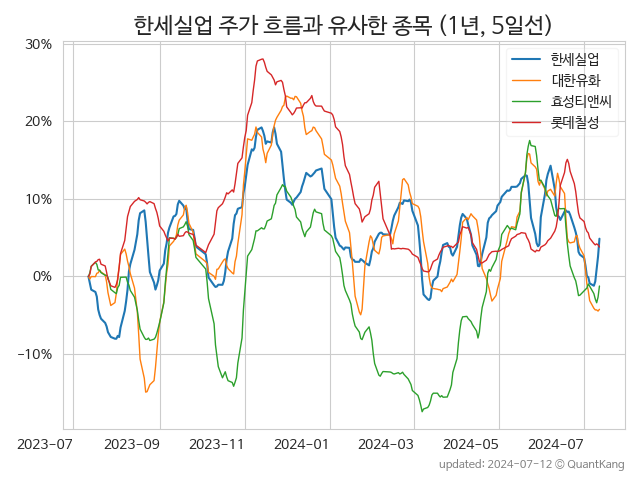 한세실업 주가 흐름과 유사한 종목 (1년, 5일선)
30%
20%
10%
0%
−10%
한세실업
대한유화
효성티앤씨
롯데칠성
2023-07 2023-09 2023-11 2024-01 2024-03 2024-05 2024-07
updated: 2024-07-12 © QuantKang